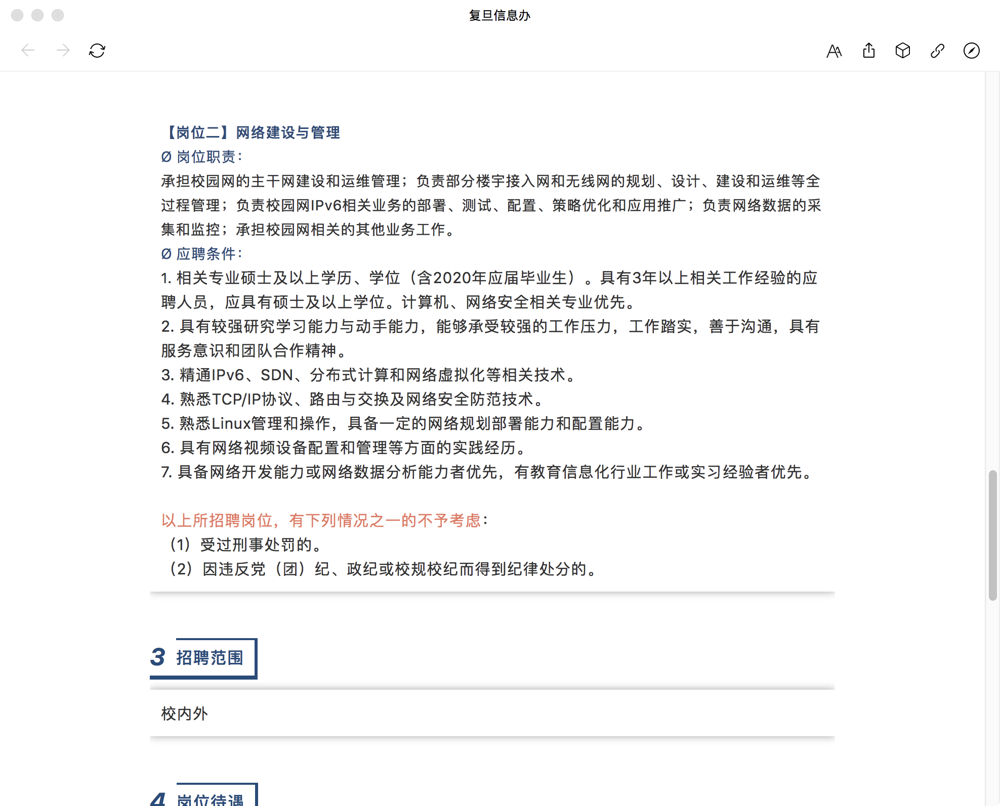 复旦信息办
【岗位二】网络建设与管理
Ø 岗位职责：
承担校园网的主干网建设和运维管理；负责部分楼宇接入网和无线网的规划、设计、建设和运维等全
过程管理；负责校园网IPv6相关业务的部署、测试、配置、策略优化和应用推广；负责网络数据的采
集和监控；承担校园网相关的其他业务工作。
Ø 应聘条件：
1. 相关专业硕士及以上学历、学位（含2020年应届毕业生）。具有3年以上相关工作经验的应
聘人员，应具有硕士及以上学位。计算机、网络安全相关专业优先。
2. 具有较强研究学习能力与动手能力，能够承受较强的工作压力，工作踏实，善于沟通，具有
服务意识和团队合作精神。
3. 精通IPv6、SDN、分布式计算和网络虚拟化等相关技术。
4. 熟悉TCP/IP协议、路由与交换及网络安全防范技术。
5. 熟悉Linux管理和操作，具备一定的网络规划部署能力和配置能力。
6. 具有网络视频设备配置和管理等方面的实践经历。
7. 具备网络开发能力或网络数据分析能力者优先，有教育信息化行业工作或实习经验者优先。
以上所招聘岗位，有下列情况之一的不予考虑：
（1）受过刑事处罚的。
（2）因违反党（团）纪、政纪或校规校纪而得到纪律处分的。
3 招聘范围
校内外
4 岗位待遇